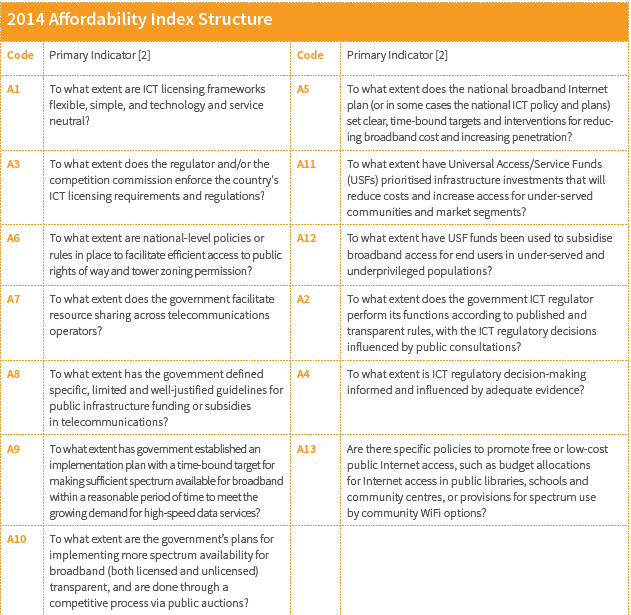 2014 Affordability Index Structure
Code
Primary Indicator [2]
Code
Primary Indicator [2]
A1
To what extent are ICT licensing frameworks
flexible, simple, and technology and service
neutral?
A5
To what extent does the national broadband Internet
plan (or in some cases the national ICT policy and plans)
set clear, time-bound targets and interventions for reduc-
ing broadband cost and increasing penetration?
A3
To what extent does the regulator and/or the
competition commission enforce the country's
ICT licensing requirements and regulations?
A11
To what extent have Universal Access/Service Funds
(USFs) prioritised infrastructure investments that will
reduce costs and increase access for under-served
communities and market segments?
A6
To what extent are national-level policies or
rules in place to facilitate efficient access to public
rights of way and tower zoning permission?
A12
To what extent have USF funds been used to subsidise
broadband access for end users in under-served and
underprivileged populations?
A7
To what extent does the government facilitate
resource sharing across telecommunications
operators?
A2
To what extent does the government ICT regulator
perform its functions according to published and
transparent rules, with the ICT regulatory decisions
influenced by public consultations?
A8
To what extent has the government defined
specific, limited and well-justified guidelines for
public infrastructure funding or subsidies
in telecommunications?
A4
To what extent is ICT regulatory decision-making
informed and influenced by adequate evidence?
A9
To what extent has government established an
implementation plan with a time-bound target for
making sufficient spectrum available for broadband
within a reasonable period of time to meet the
growing demand for high-speed data services?
A13
Are there specific policies to promote free or low-cost
public Internet access, such as budget allocations
for Internet access in public libraries, schools and
community centres, or provisions for spectrum use
by community WiFi options?
A10
To what extent are the government's plans for
implementing more spectrum availability for
broadband (both licensed and unlicensed)
transparent, and are done through a
competitive process via public auctions?